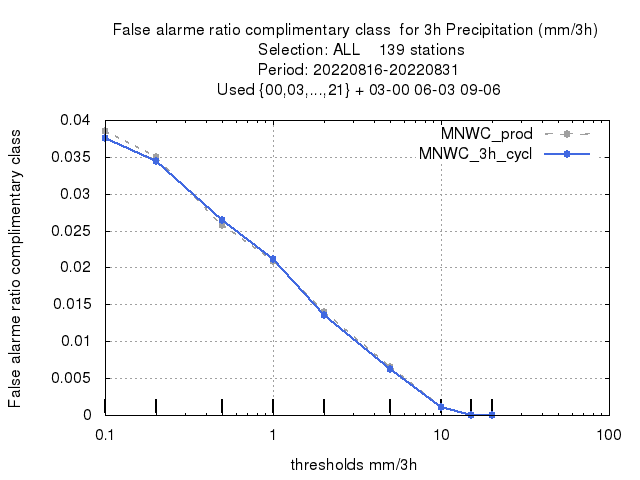 False alarme ratio complimentary class  for 3h Precipitation (mm/3h)
Selection: ALL    139 stations
Period: 20220816-20220831
Used {00,03,...,21} + 03-00 06-03 09-06
False alarme ratio complimentary class
0.04
0.035
0.03
0.025
0.02
0.015
0.01
0.005
0
MNWC_prod
MNWC_3h_cycl
0.1
1
10
100
thresholds mm/3h